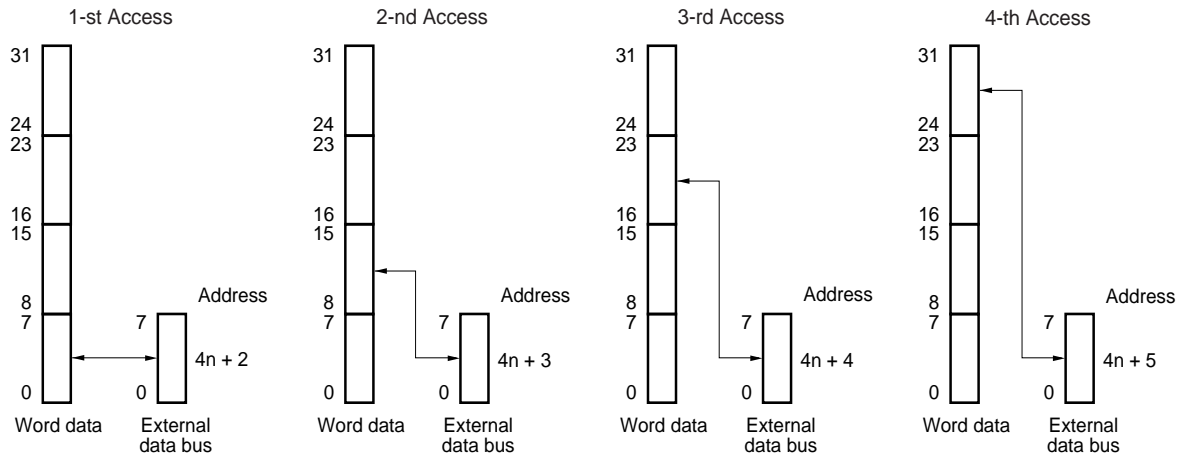 1-st Access
31
24
23
16
15
8
7
0
Address
7
4n + 2
0
Word data
External
data bus
2-nd Access
31
24
23
16
15
8
7
0
Address
7
4n + 3
0
Word data
External
data bus
3-rd Access
31
24
23
16
15
8
7
0
Address
7
4n + 4
0
Word data
External
data bus
4-th Access
31
24
23
16
15
8
7
0
Address
7
4n + 5
0
Word data
External
data bus